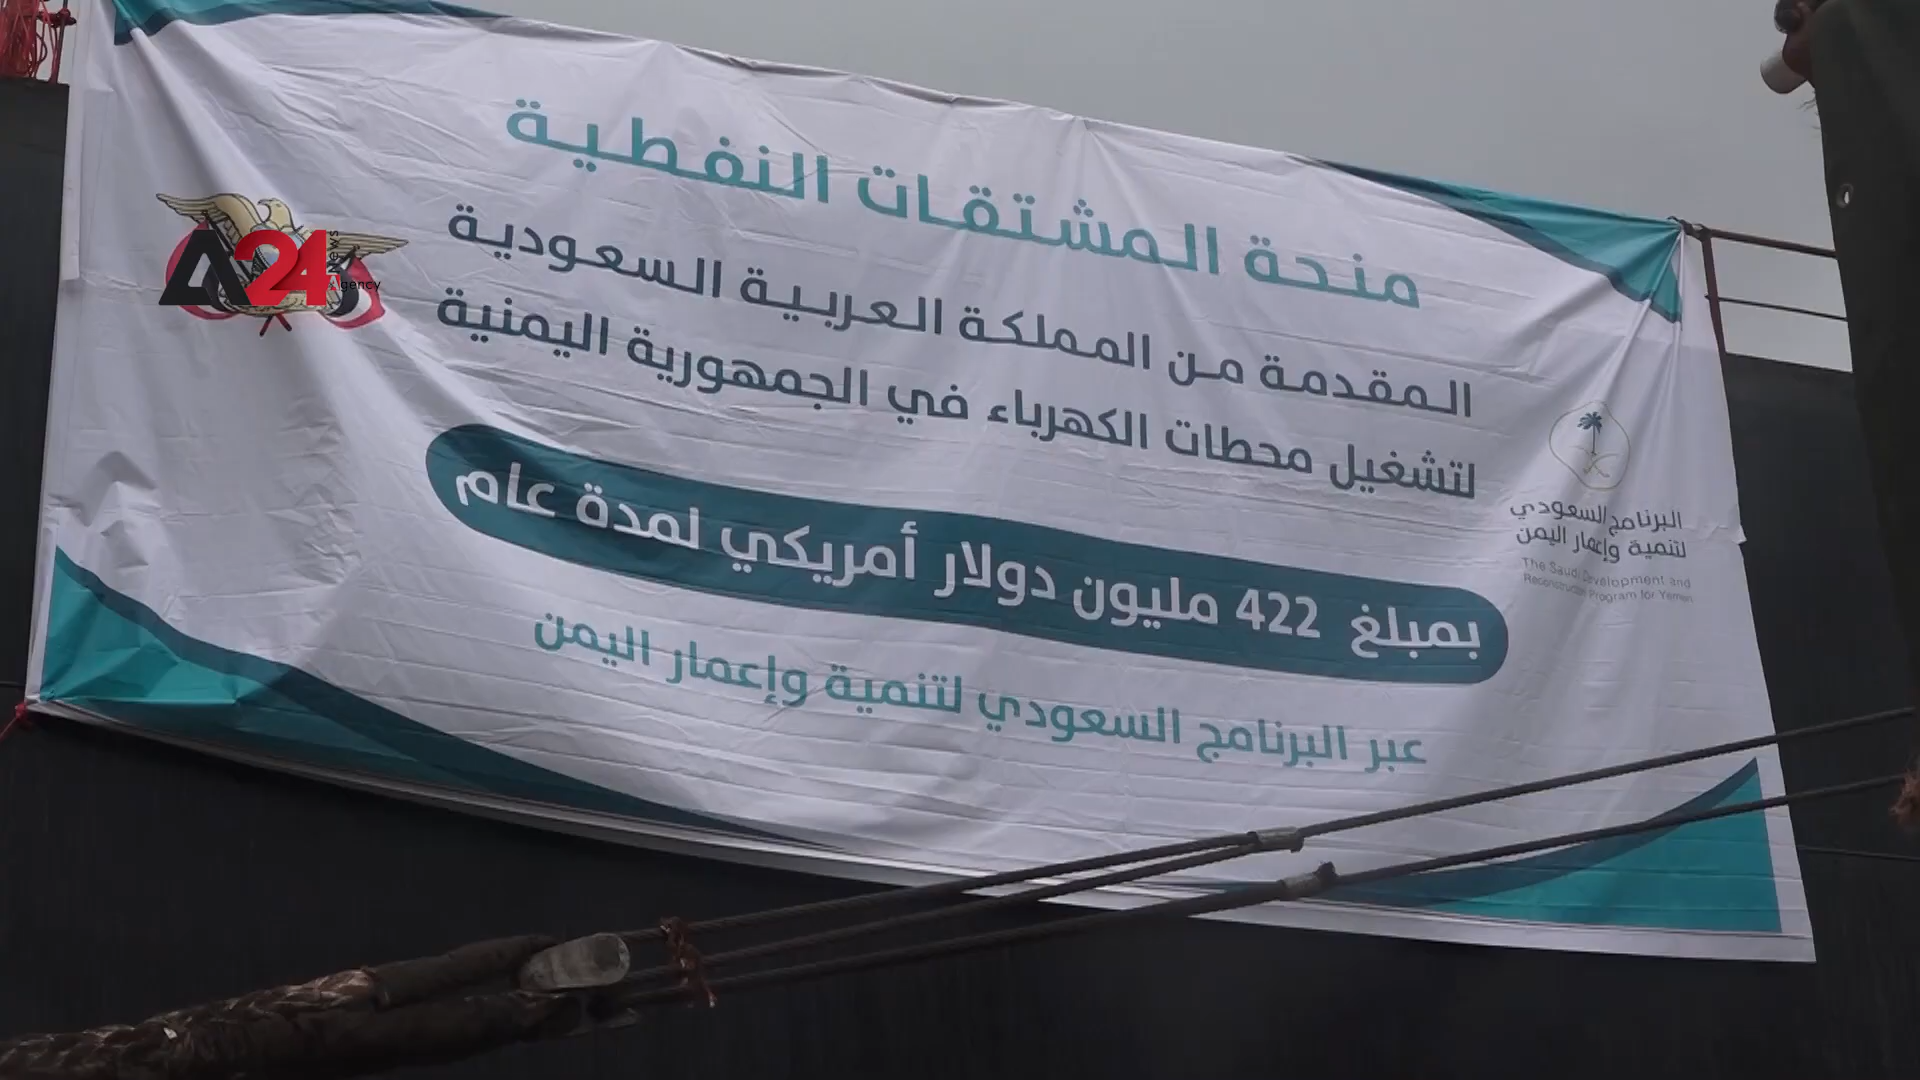 منحة المشتقات النفطية
المقدمة من المملكة العربية السعودية
لتشغيل محطات الكهرباء في الجمهورية اليمنية
بمبلغ 422 مليون دولار أمريكي لمدة عام
عبر البرنامج السعودي لتنمية وإعمار اليمن
البرنامج السعودي
لتنمية وإعمار اليمن
The Saudi Development and
Reconstruction Program for Yemen
A24 News Agency